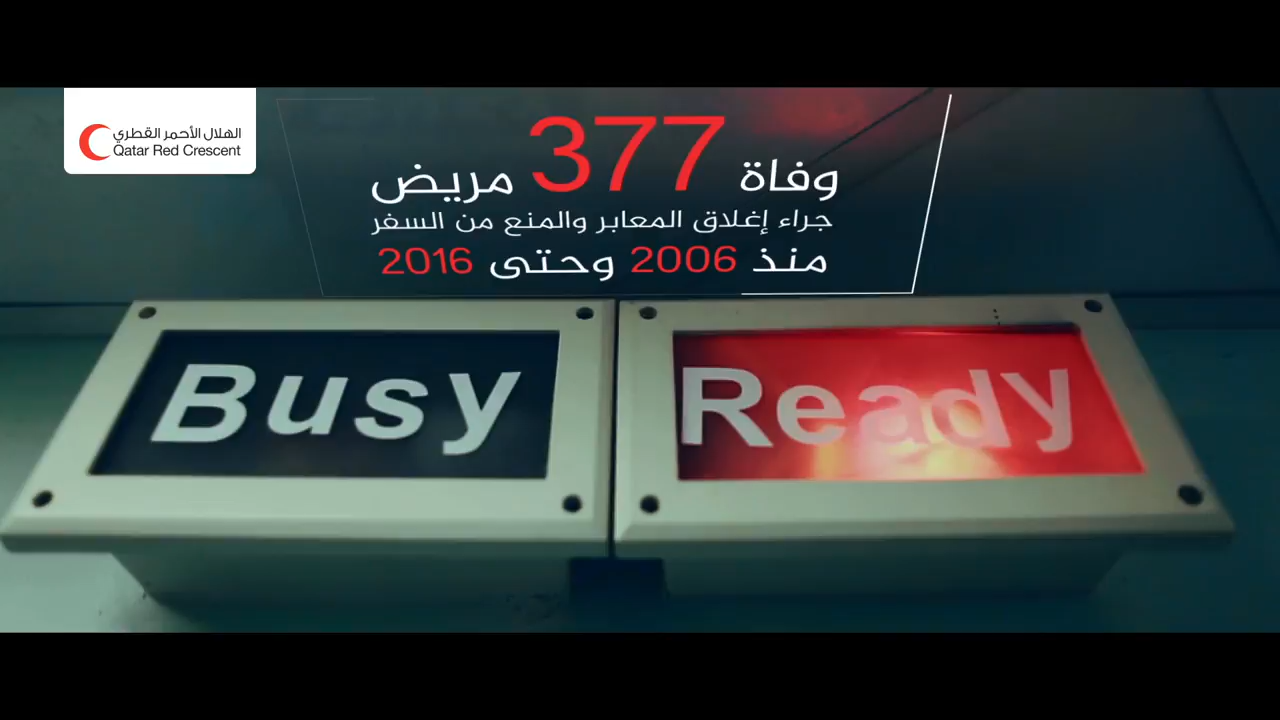 الهلال الأحمر القطري
Qatar Red Crescent
وفاة 377 مريض
جراء إغلاق المعابر والمنع من السفر
منذ 2006 وحتى 2016
Busy
Ready